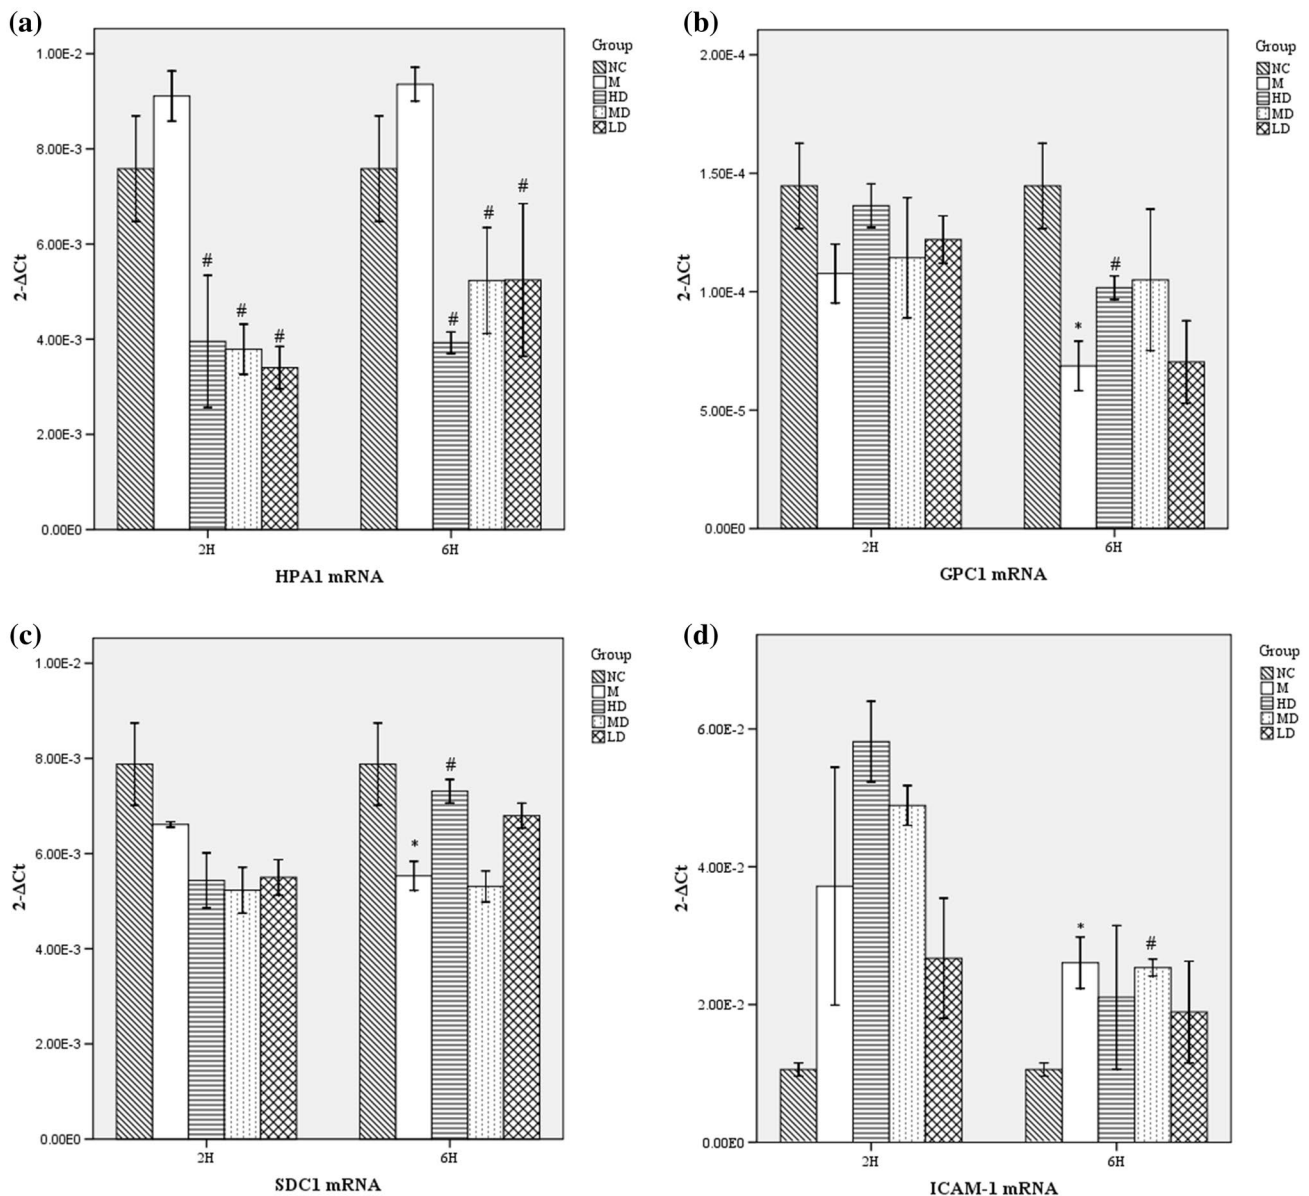 (a)
Group
NC
M
HD
MD
LD
1.00E-2
8.00E-3
6.00E-3
4.00E-3
2.00E-3
0.00E0
2-ΔCt
# # # # # #
2H 6H
HPA1 mRNA
(b)
Group
NC
M
HD
MD
LD
2.00E-4
1.50E-4
1.00E-4
5.00E-5
0.00E0
2-ΔCt
* #
2H 6H
GPC1 mRNA
(c)
Group
NC
M
HD
MD
LD
1.00E-2
8.00E-3
6.00E-3
4.00E-3
2.00E-3
0.00E0
2-ΔCt
* #
2H 6H
SDC1 mRNA
(d)
Group
NC
M
HD
MD
LD
6.00E-2
4.00E-2
2.00E-2
0.00E0
2-ΔCt
* #
2H 6H
ICAM-1 mRNA